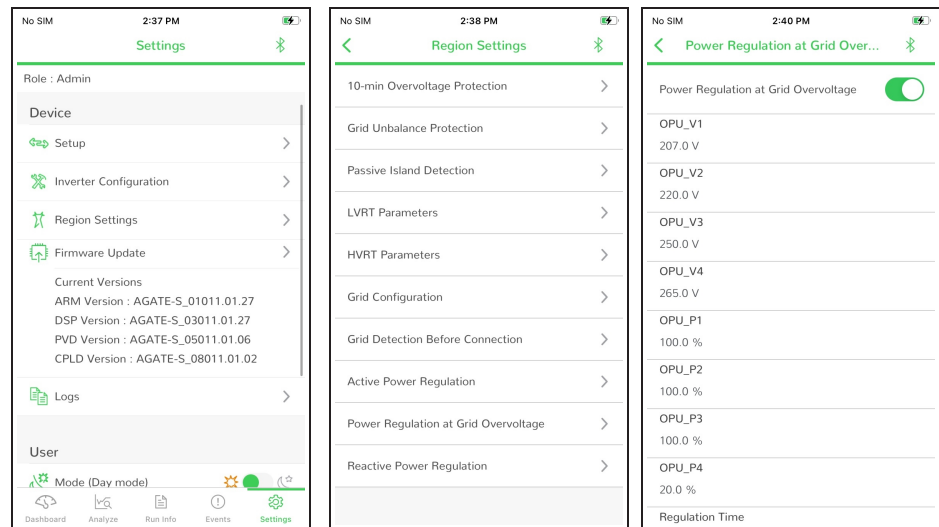 No SIM 2:37 PM
Settings
Role : Admin
Device
Setup
Inverter Configuration
Region Settings
Firmware Update
Current Versions
ARM Version : AGATE-S_01011.01.27
DSP Version : AGATE-S_03011.01.27
PVD Version : AGATE-S_05011.01.06
CPLD Version : AGATE-S_08011.01.02
Logs
User
Mode (Day mode)
Dashboard Analyze Run Info Events Settings
No SIM 2:38 PM
Region Settings
10-min Overvoltage Protection
Grid Unbalance Protection
Passive Island Detection
LVRT Parameters
HVRT Parameters
Grid Configuration
Grid Detection Before Connection
Active Power Regulation
Power Regulation at Grid Overvoltage
Reactive Power Regulation
No SIM 2:40 PM
Power Regulation at Grid Over...
Power Regulation at Grid Overvoltage
OPU_V1
207.0 V
OPU_V2
220.0 V
OPU_V3
250.0 V
OPU_V4
265.0 V
OPU_P1
100.0 %
OPU_P2
100.0 %
OPU_P3
100.0 %
OPU_P4
20.0 %
Regulation Time